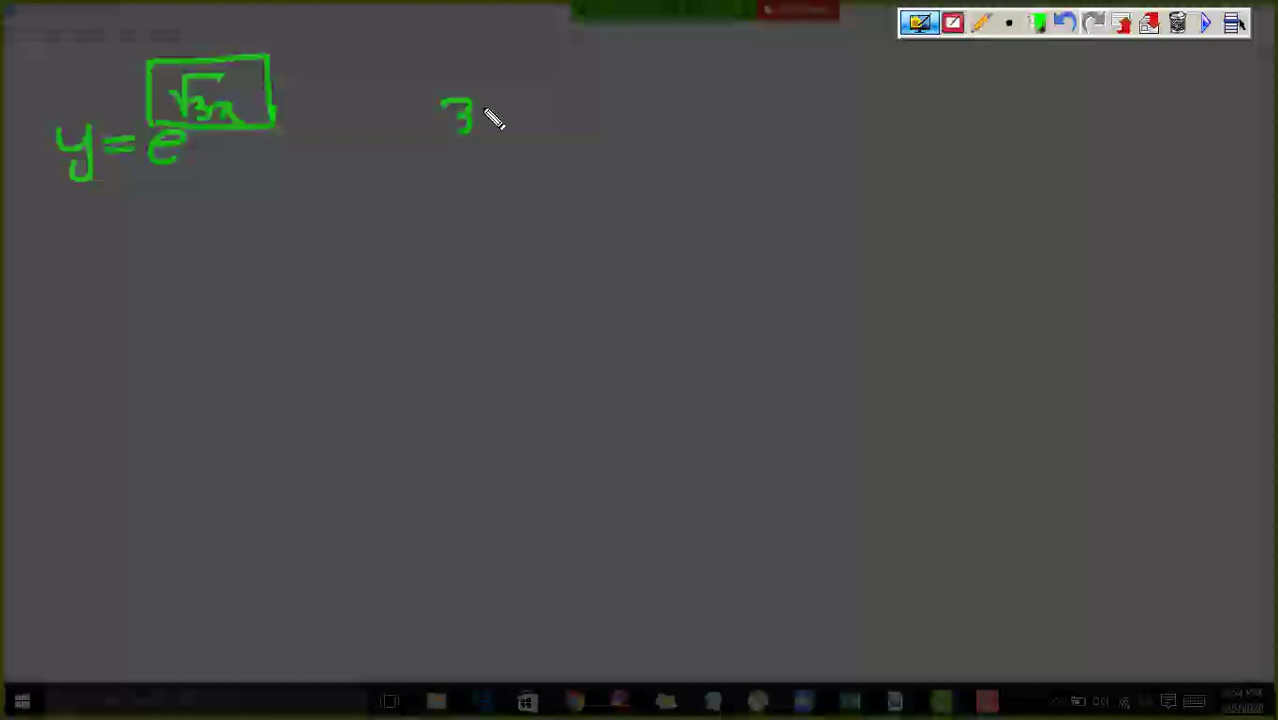 y = e^√3x 3